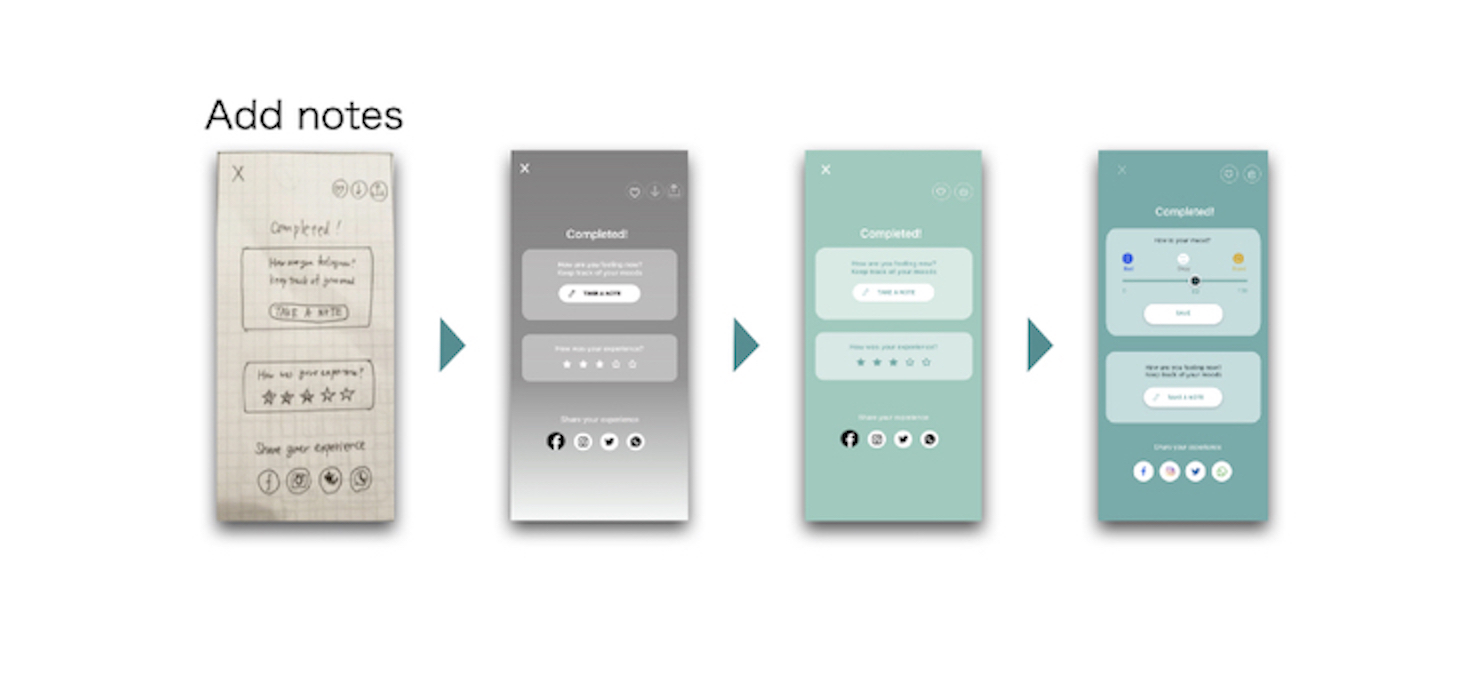 Add notes
X
Completed!
How are you feeling now?
Keep track of your mood
TAKE A NOTE
How was your experience?
Share your experience
X
Completed!
How are you feeling now?
Keep track of your moods
TAKE A NOTE
How was your experience?
Share your experience
X
Completed!
How are you feeling now?
Keep track of your moods
TAKE A NOTE
How was your experience?
Share your experience
X
Completed!
How is your mood?
Bad
0
SAVE
How are you feeling now?
Keep track of your moods
TAKE A NOTE
Share your experience